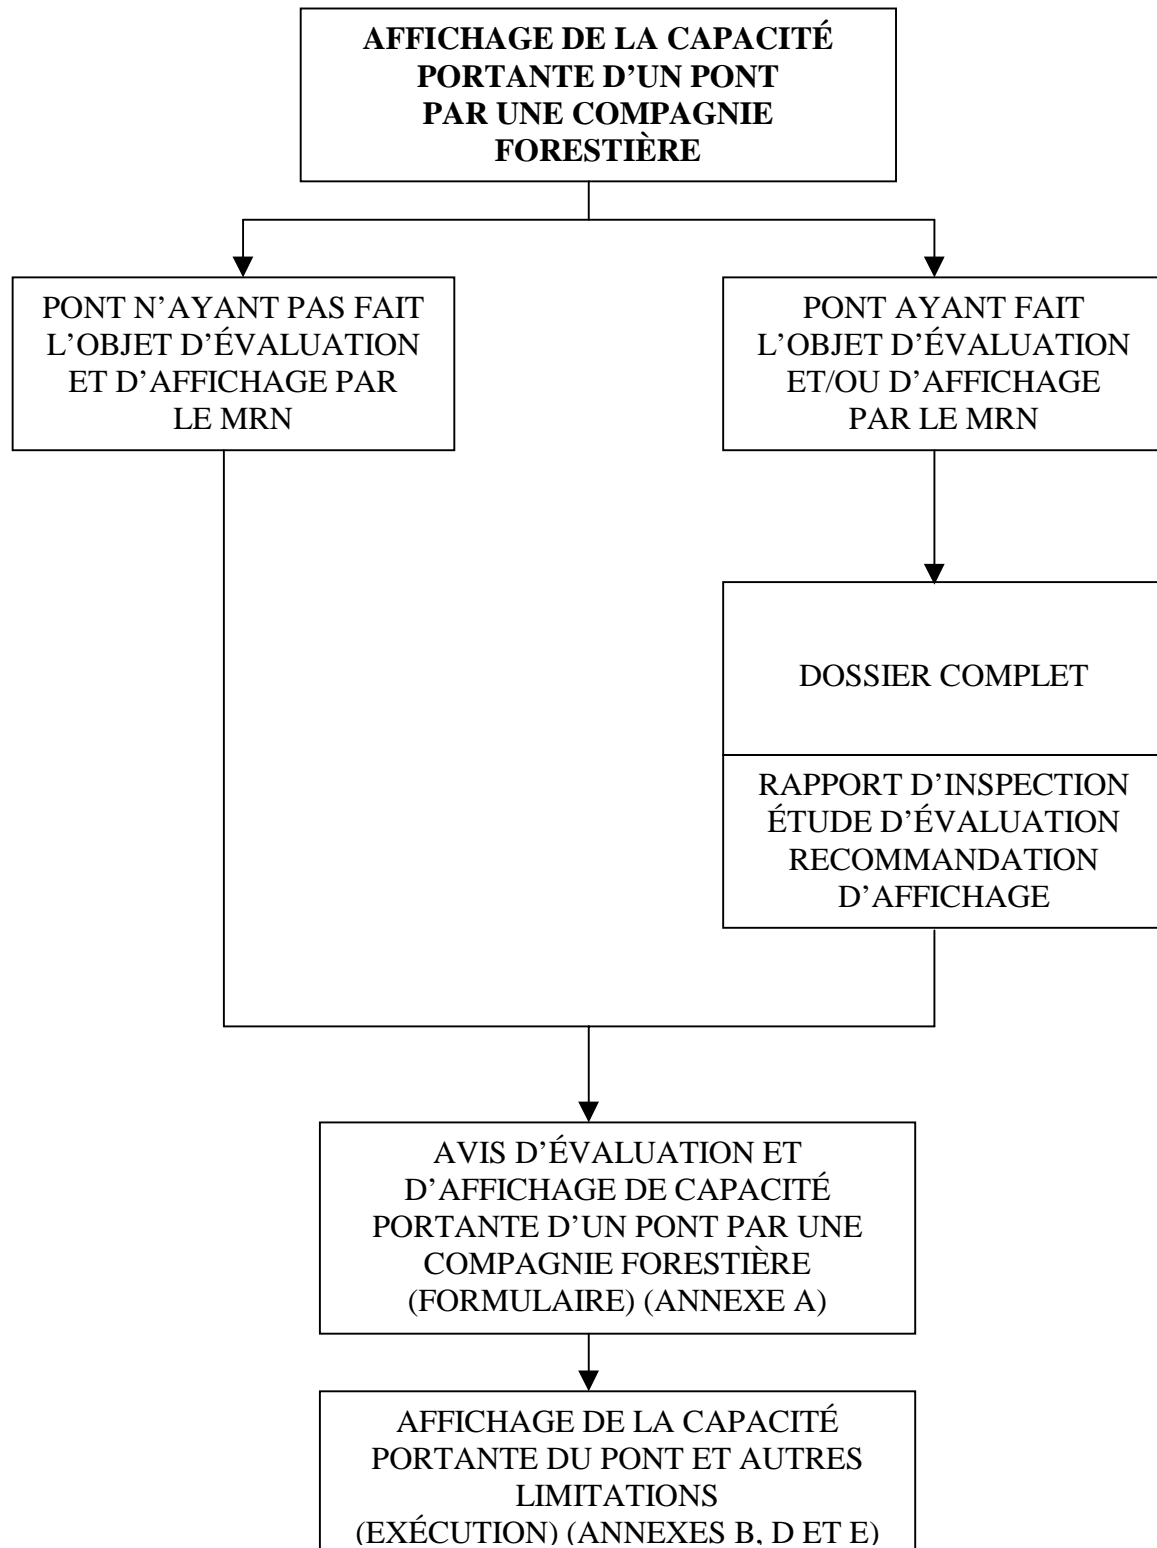 AFFICHAGE DE LA CAPACITÉ
PORTANTE D'UN PONT
PAR UNE COMPAGNIE
FORESTIÈRE
PONT N'AYANT PAS FAIT
L'OBJET D'ÉVALUATION
ET D'AFFICHAGE PAR
LE MRN
PONT AYANT FAIT
L'OBJET D'ÉVALUATION
ET/OU D'AFFICHAGE
PAR LE MRN
DOSSIER COMPLET
RAPPORT D'INSPECTION
ÉTUDE D'ÉVALUATION
RECOMMANDATION
D'AFFICHAGE
AVIS D'ÉVALUATION ET
D'AFFICHAGE DE CAPACITÉ
PORTANTE D'UN PONT PAR UNE
COMPAGNIE FORESTIÈRE
(FORMULAIRE) (ANNEXE A)
AFFICHAGE DE LA CAPACITÉ
PORTANTE DU PONT ET AUTRES
LIMITATIONS
(EXÉCUTION) (ANNEXES B, D ET E)